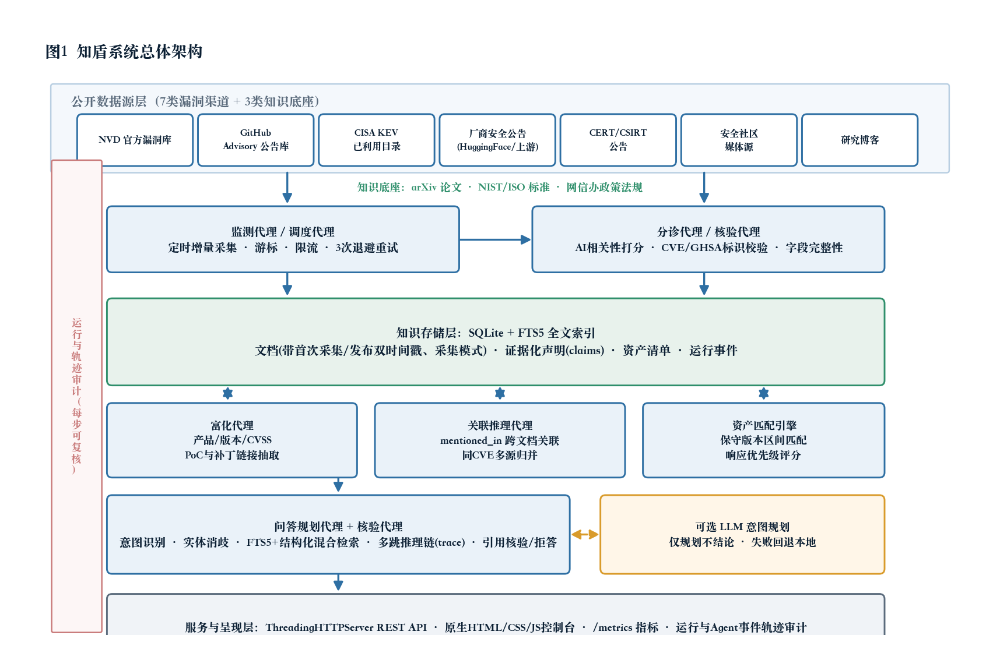 图1 知盾系统总体架构
公开数据源层（7类漏洞渠道 + 3类知识底座）
NVD 官方漏洞库
GitHub
Advisory 公告库
CISA KEV
已利用目录
厂商安全公告
(HuggingFace/上游)
CERT/CSIRT
公告
安全社区
媒体源
研究博客
知识底座：arXiv 论文 · NIST/ISO 标准 · 网信办政策法规
监测代理 / 调度代理
定时增量采集 · 游标 · 限流 · 3次退避重试
分诊代理 / 核验代理
AI相关性打分 · CVE/GHSA标识校验 · 字段完整性
知识存储层：SQLite + FTS5 全文索引
文档(带首次采集/发布双时间戳、采集模式) · 证据化声明(claims) · 资产清单 · 运行事件
运行与轨迹审计(每步可复核)
富化代理
产品/版本/CVSS
PoC与补丁链接抽取
关联推理代理
mentioned_in 跨文档关联
同CVE多源归并
资产匹配引擎
保守版本区间匹配
响应优先级评分
问答规划代理 + 核验代理
意图识别 · 实体消歧 · FTS5+结构化混合检索 · 多跳推理链(trace) · 引用核验/拒答
可选 LLM 意图规划
仅规划不结论 · 失败回退本地
服务与呈现层：ThreadingHTTPServer REST API · 原生HTML/CSS/JS控制台 · /metrics 指标 · 运行与Agent事件轨迹审计